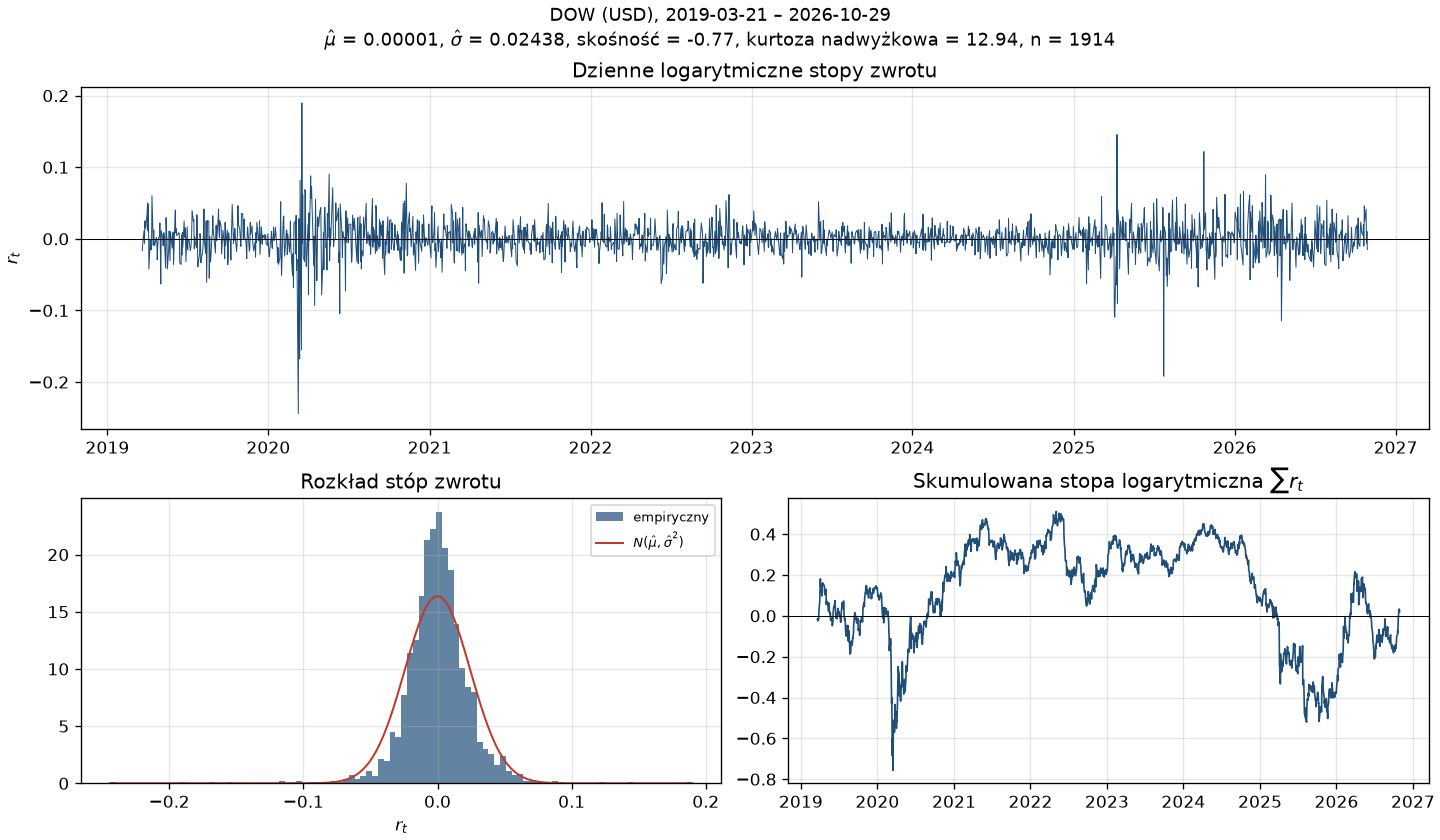 DOW (USD), 2019-03-21 – 2026-10-29
μ̂ = 0.00001, σ̂ = 0.02438, skośność = -0.77, kurtoza nadwyżkowa = 12.94, n = 1914
Dzienne logarytmiczne stopy zwrotu
0.2
0.1
0.0
−0.1
−0.2
r_t
2019 2020 2021 2022 2023 2024 2025 2026 2027
Rozkład stóp zwrotu
empiryczny
N(μ̂, σ̂²)
20
15
10
5
0
−0.2 −0.1 0.0 0.1 0.2
r_t
Skumulowana stopa logarytmiczna ∑r_t
0.4
0.2
0.0
−0.2
−0.4
−0.6
−0.8
2019 2020 2021 2022 2023 2024 2025 2026 2027